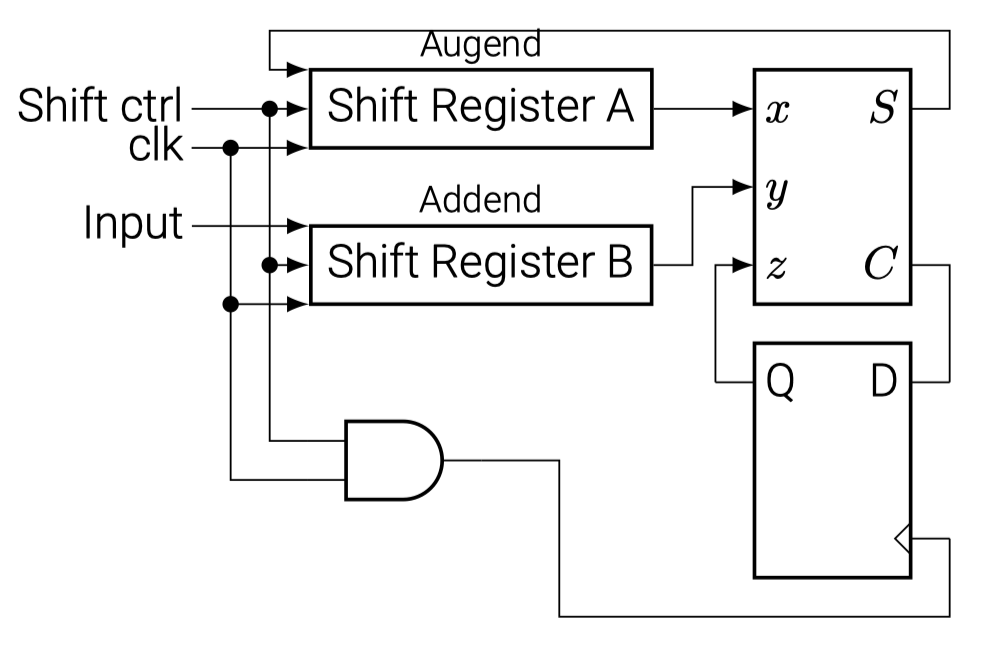 Augend
Shift ctrl
Shift Register A
x
S
clk
Addend
y
Input
Shift Register B
z
C
Q
D